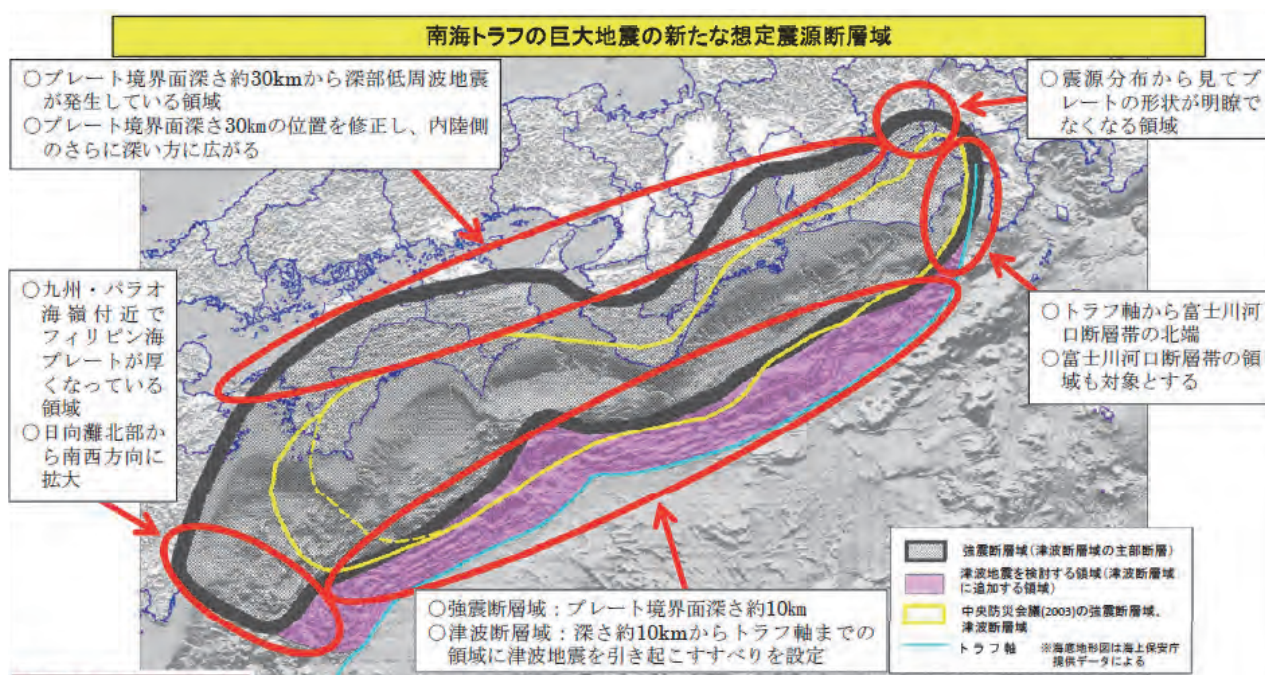 南海トラフの巨大地震の新たな想定震源断層域
○プレート境界面深さ約30kmから深部低周波地震
が発生している領域
○プレート境界面深さ30kmの位置を修正し、内陸側
のさらに深い方に広がる
○震源分布から見てプ
レートの形状が明瞭で
なくなる領域
○九州・パラオ
海嶺付近で
フィリピン海
プレートが厚
くなっている
領域
○日向灘北部か
ら南西方向に
拡大
○トラフ軸から富士川河
口断層帯の北端
○富士川河口断層帯の領
域も対象とする
○強震断層域：プレート境界面深さ約10km
○津波断層域：深さ約10kmからトラフ軸までの
領域に津波地震を引き起こすすべりを設定
強震断層域(津波断層域の主部断層)
津波地震を検討する領域(津波断層域
に追加する領域)
中央防災会議(2003)の強震断層域、
津波断層域
トラフ軸 ※海底地形図は海上保安庁
提供データによる